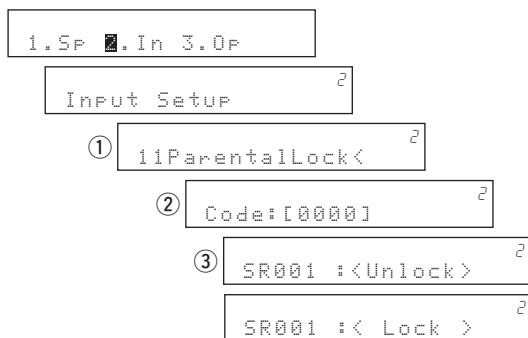 1.Sp 2.In 3.Op
2
Input Setup
2
① 11ParentalLock<
2
② Code:[0000]
2
③ SR001 :<Unlock>
2
SR001 :< Lock >